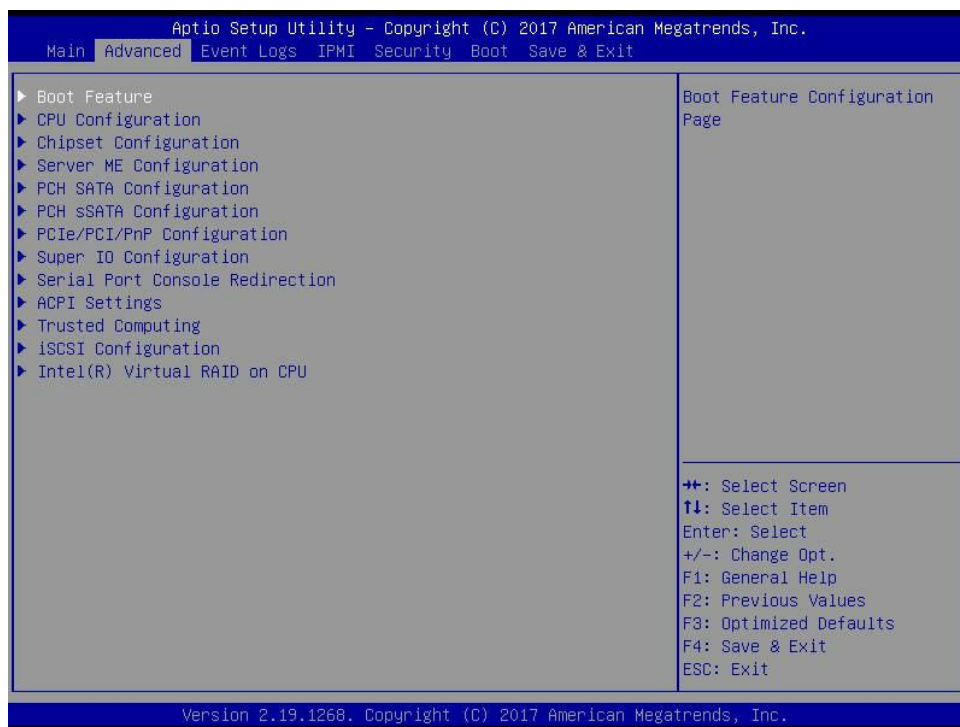 Aptio Setup Utility – Copyright (C) 2017 American Megatrends, Inc.
Main Advanced Event Logs IPMI Security Boot Save & Exit
Boot Feature
CPU Configuration
Chipset Configuration
Server ME Configuration
PCH SATA Configuration
PCH sSATA Configuration
PCIe/PCI/PnP Configuration
Super IO Configuration
Serial Port Console Redirection
ACPI Settings
Trusted Computing
iSCSI Configuration
Intel(R) Virtual RAID on CPU
Boot Feature Configuration
Page
→←: Select Screen
↑↓: Select Item
Enter: Select
+/-: Change Opt.
F1: General Help
F2: Previous Values
F3: Optimized Defaults
F4: Save & Exit
ESC: Exit
Version 2.19.1268. Copyright (C) 2017 American Megatrends, Inc.